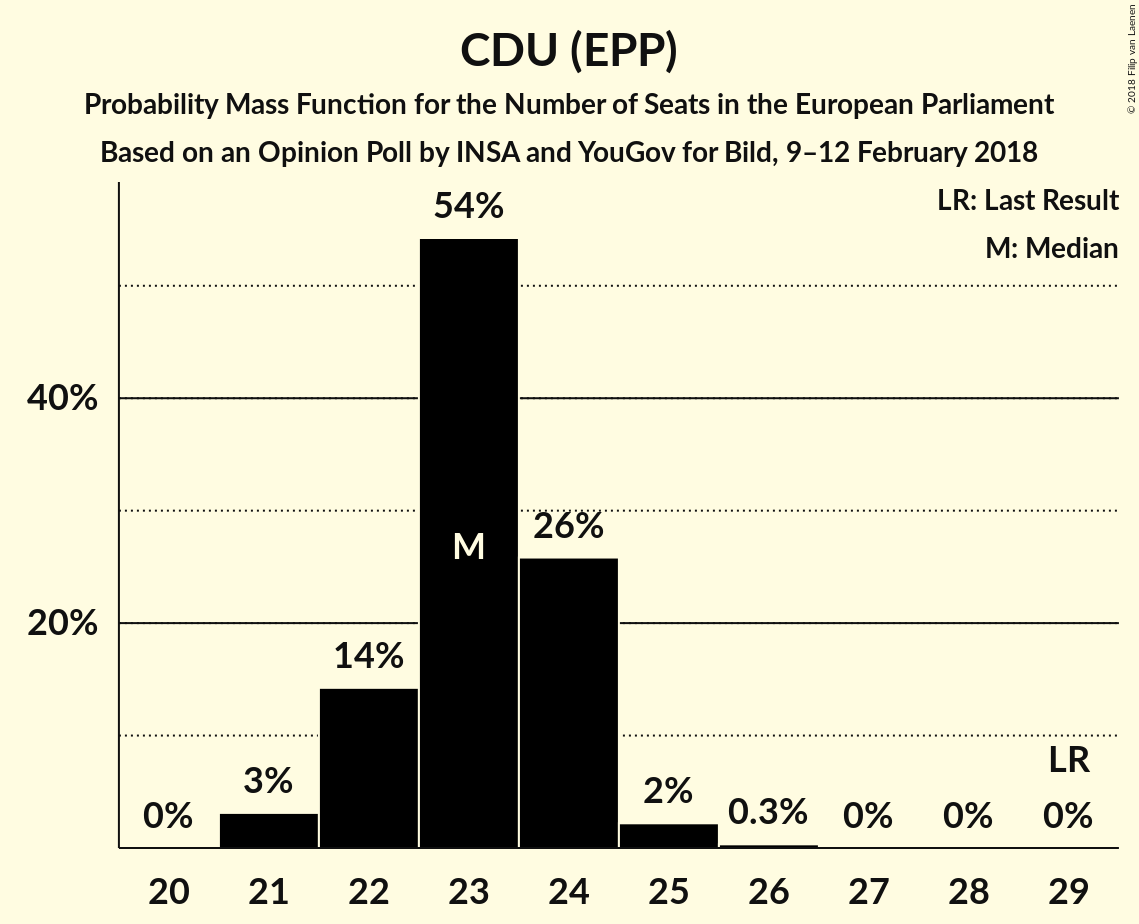 CDU (EPP)
Probability Mass Function for the Number of Seats in the European Parliament
Based on an Opinion Poll by INSA and YouGov for Bild, 9–12 February 2018
© 2018 Filip van Laenen
LR: Last Result
M: Median
40%
20%
0%
3%
14%
54%
M
26%
2%
0.3%
0%
0%
LR
0%
20 21 22 23 24 25 26 27 28 29